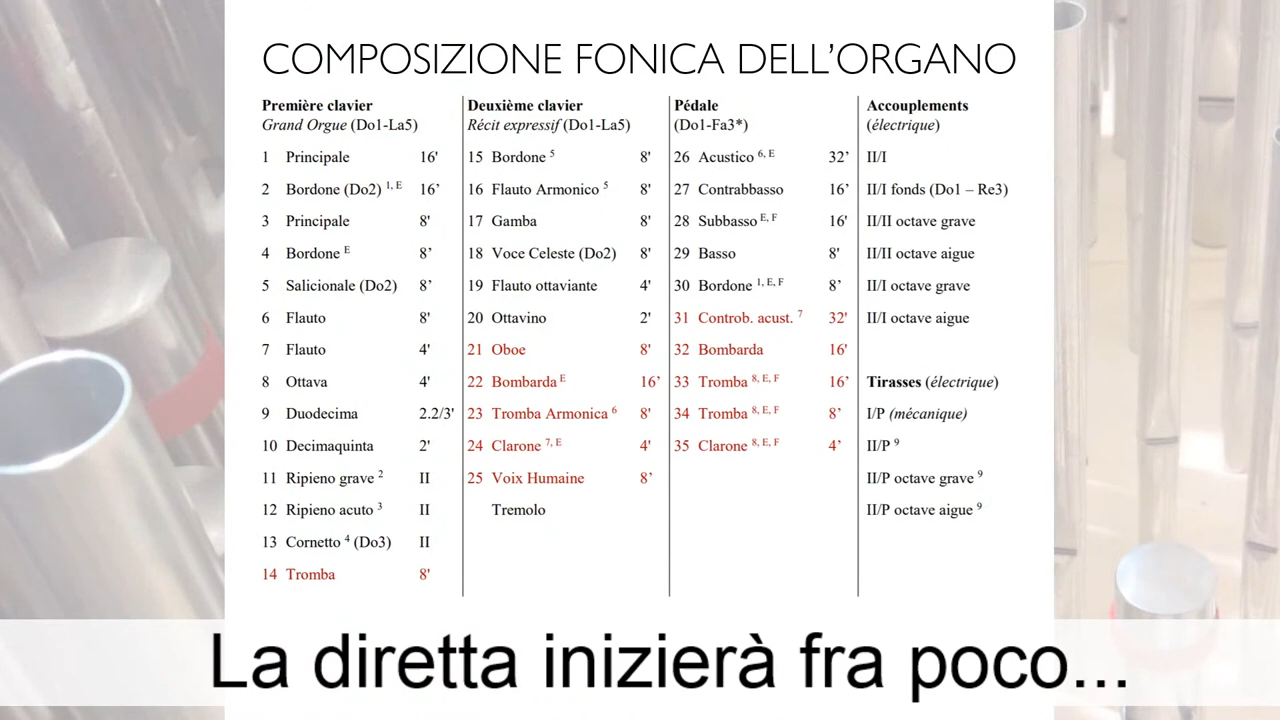 COMPOSIZIONE FONICA DELL'ORGANO
Première clavier
Grand Orgue (Do1-La5)
1 Principale 16'
2 Bordone (Do2) 1, E 16’
3 Principale 8'
4 Bordone E 8’
5 Salicionale (Do2) 8’
6 Flauto 8'
7 Flauto 4'
8 Ottava 4'
9 Duodecima 2.2/3'
10 Decimaquinta 2'
11 Ripieno grave 2 II
12 Ripieno acuto 3 II
13 Cornetto 4 (Do3) II
14 Tromba 8'
Deuxième clavier
Récit expressif (Do1-La5)
15 Bordone 5 8'
16 Flauto Armonico 5 8'
17 Gamba 8'
18 Voce Celeste (Do2) 8'
19 Flauto ottaviante 4'
20 Ottavino 2'
21 Oboe 8'
22 Bombarda E 16’
23 Tromba Armonica 6 8'
24 Clarone 7, E 4'
25 Voix Humaine 8’
Tremolo
Pédale
(Do1-Fa3*)
26 Acustico 6, E 32’
27 Contrabbasso 16’
28 Subbasso E, F 16'
29 Basso 8'
30 Bordone 1, E, F 8’
31 Controb. acust. 7 32'
32 Bombarda 16'
33 Tromba 8, E, F 16’
34 Tromba 8, E, F 8’
35 Clarone 8, E, F 4’
Accouplements
(électrique)
II/I
II/I fonds (Do1 – Re3)
II/II octave grave
II/II octave aigue
II/I octave grave
II/I octave aigue
Tirasses (électrique)
I/P (mécanique)
II/P 9
II/P octave grave 9
II/P octave aigue 9
La diretta inizierà fra poco...